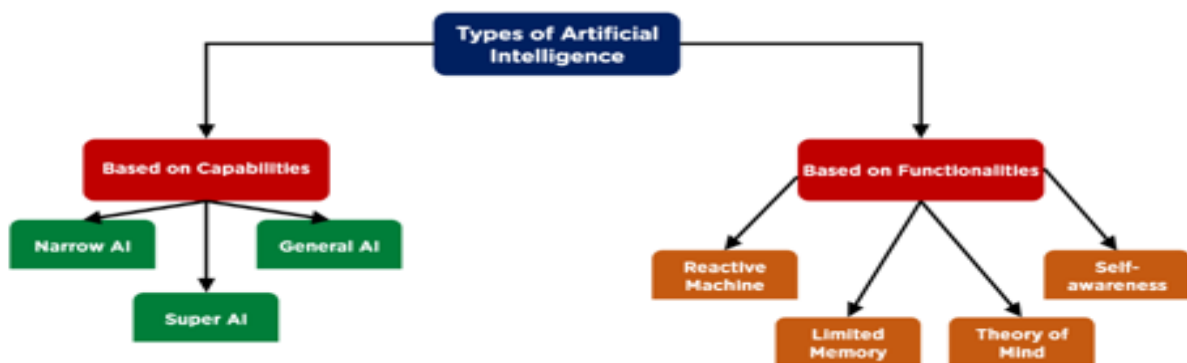 Types of Artificial
Intelligence
Based on Capabilities
Based on Functionalities
Narrow AI
General AI
Super AI
Reactive
Machine
Self-
awareness
Limited
Memory
Theory of
Mind